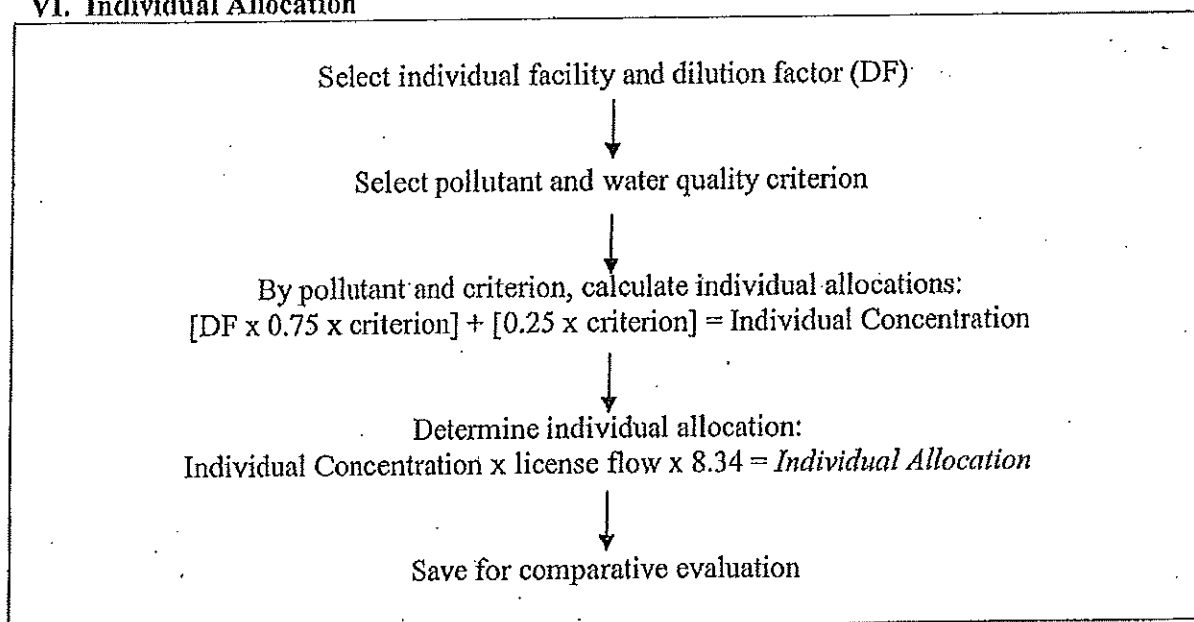 VI. Individual Allocation
Select individual facility and dilution factor (DF)
Select pollutant and water quality criterion
By pollutant and criterion, calculate individual allocations:
[DF x 0.75 x criterion] + [0.25 x criterion] = Individual Concentration
Determine individual allocation:
Individual Concentration x license flow x 8.34 = Individual Allocation
Save for comparative evaluation